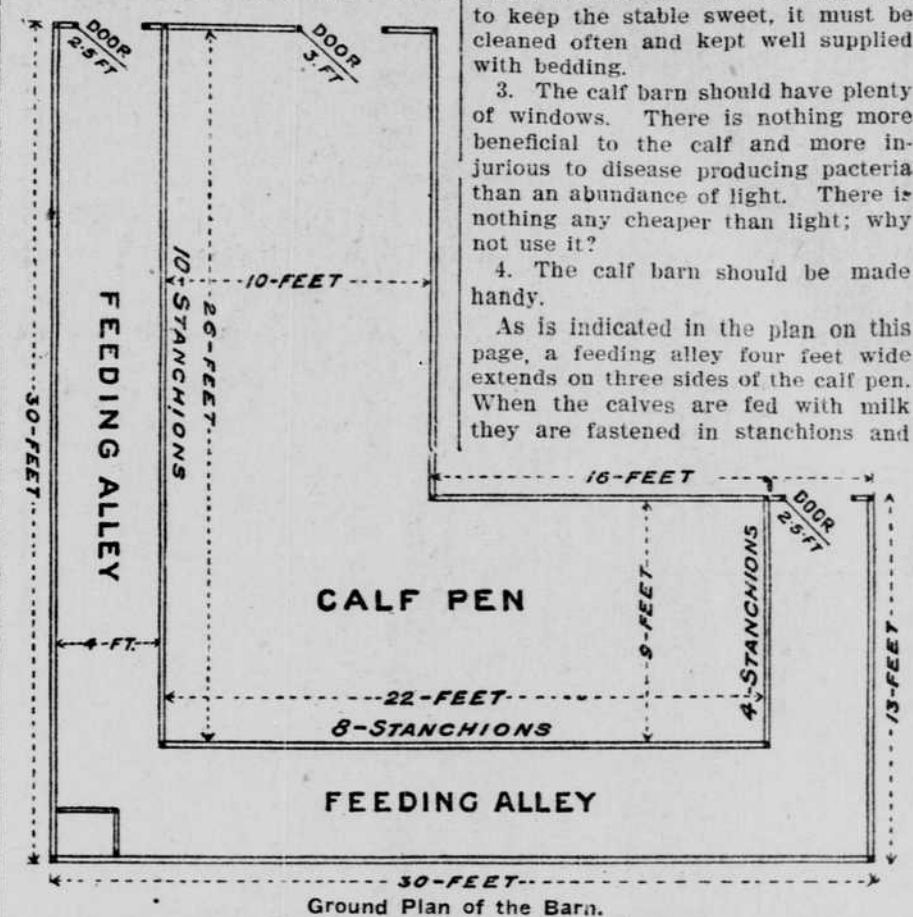 to keep the stable sweet, it must be
cleaned often and kept well supplied
with bedding.
3. The calf barn should have plenty
of windows. There is nothing more
beneficial to the calf and more in-
jurious to disease producing pacteria
than an abundance of light. There is
nothing any cheaper than light; why
not use it?
4. The calf barn should be made
handy.
As is indicated in the plan on this
page, a feeding alley four feet wide
extends on three sides of the calf pen.
When the calves are fed with milk
they are fastened in stanchions and
DOOR
2.5 FT
DOOR
3. FT
30-FEET
FEEDING ALLEY
10-STANCHIONS
26-FEET
10-FEET
4-FT.
16-FEET
DOOR
2.5-FT
CALF PEN
9-FEET
4-STANCHIONS
13-FEET
22-FEET
8-STANCHIONS
FEEDING ALLEY
30-FEET
Ground Plan of the Barn.